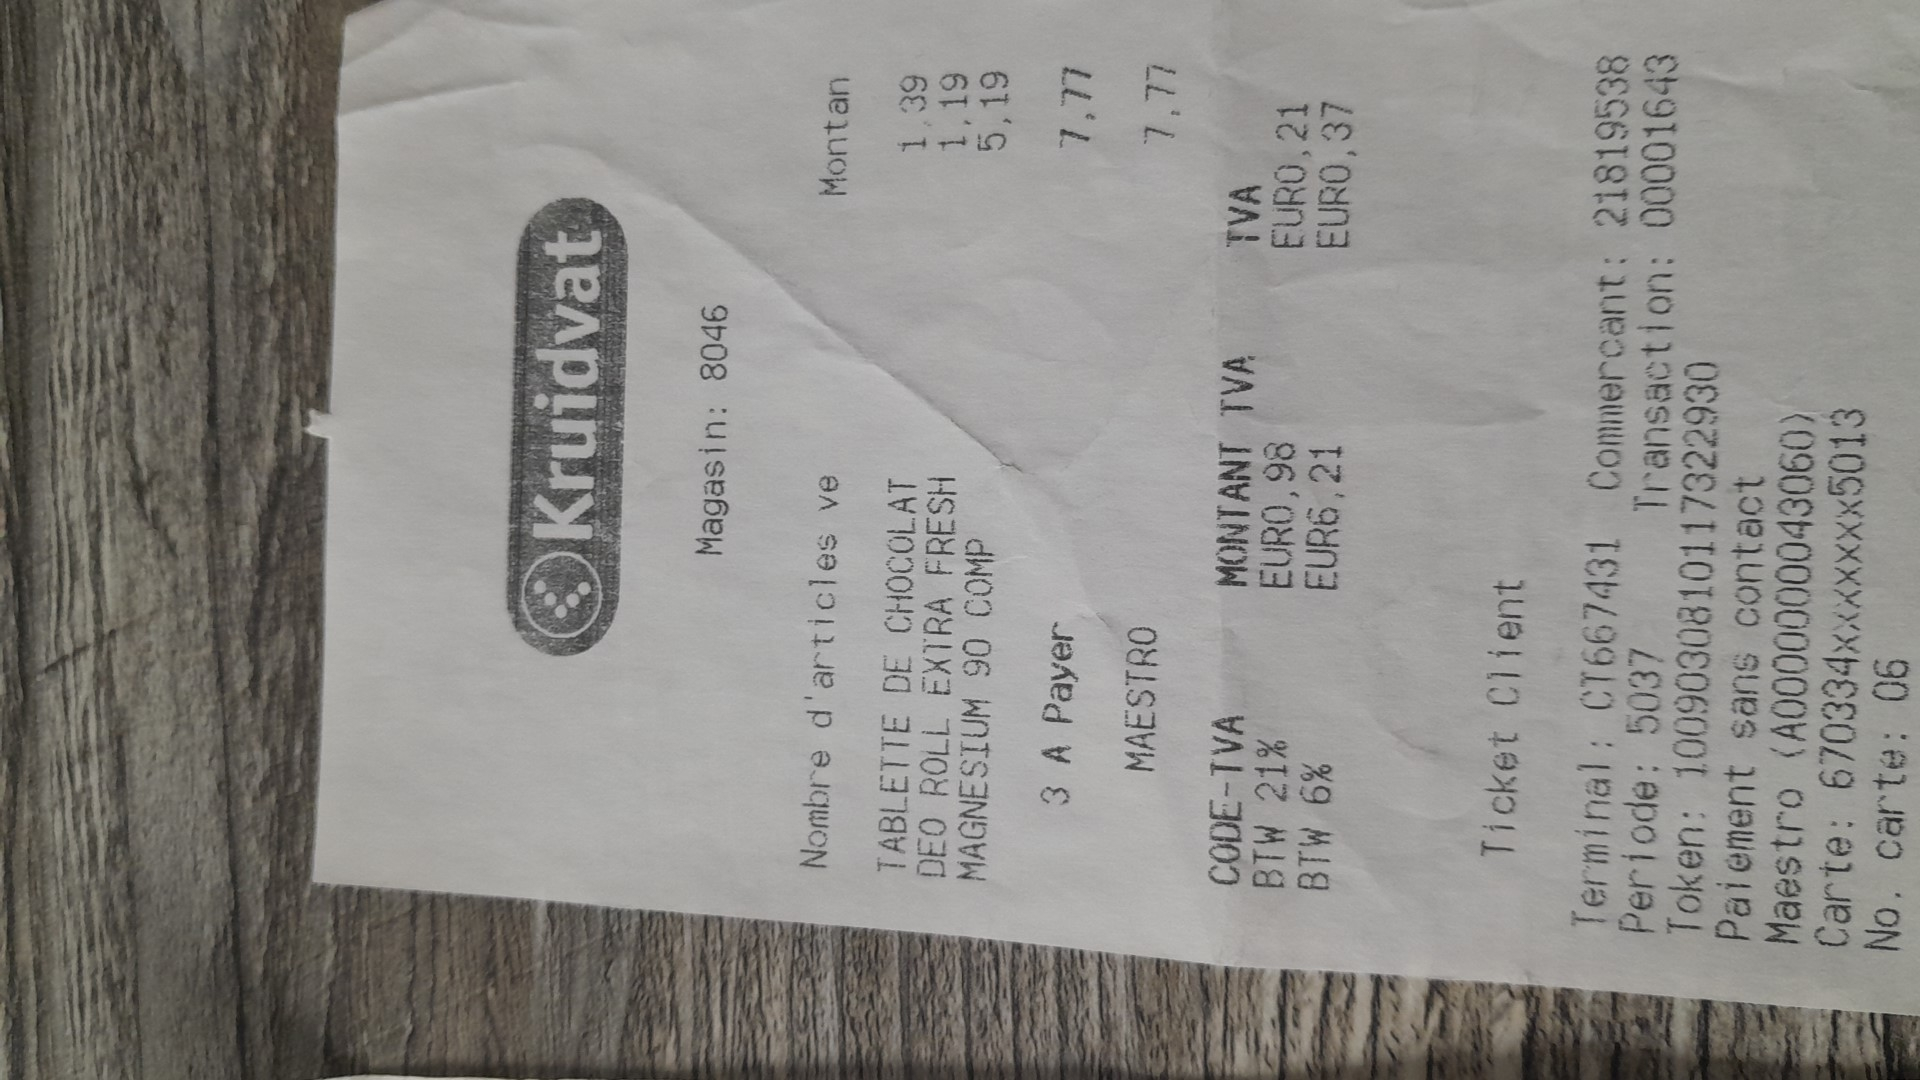 Kruidvat
Magasin: 8046
Nombre d'articles ve Montan
TABLETTE DE CHOCOLAT 1,39
DEO ROLL EXTRA FRESH 1,19
MAGNESIUM 90 COMP 5,19
3 A Payer 7,77
MAESTRO 7,77
CODE-TVA MONTANT TVA TVA
BTW 21% EUR0,98 EUR0,21
BTW 6% EUR6,21 EUR0,37
Ticket Client
Terminal: CT667431 Commercant: 21819538
Periode: 5037 Transaction: 00001643
Token: 1009030810117322930
Paiement sans contact
Maestro (A0000000043060)
Carte: 670334xxxxxxxxx5013
No. carte: 06